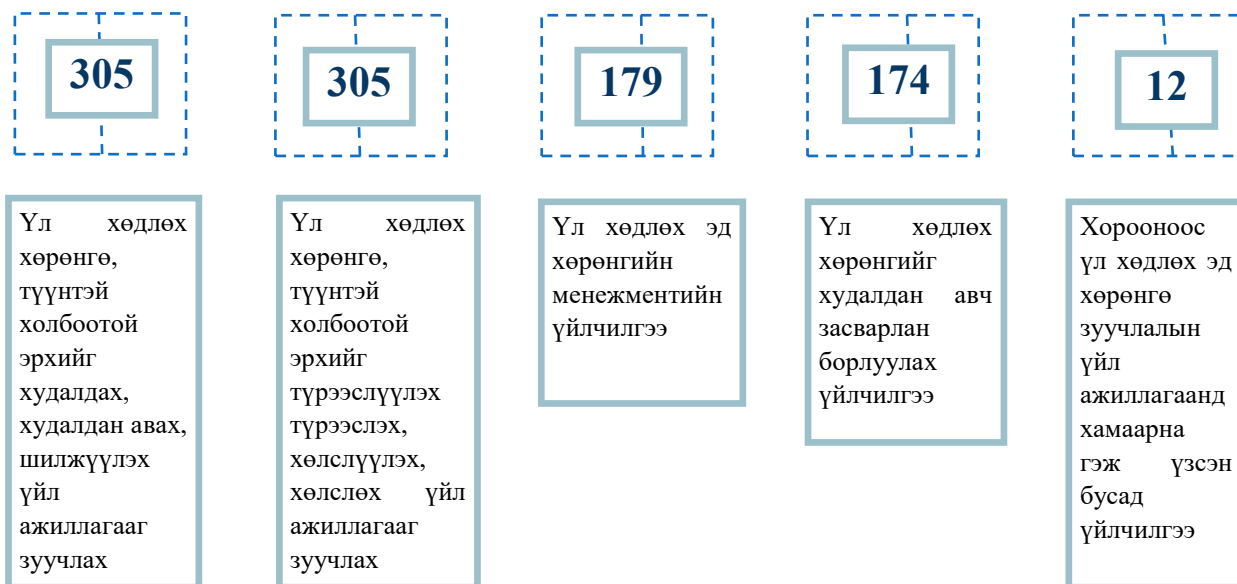 305
305
179
174
12
Үл хөдлөх
хөрөнгө,
түүнтэй
холбоотой
эрхийг
худалдах,
худалдан авах,
шилжүүлэх
үйл
ажиллагааг
зуучлах
Үл хөдлөх
хөрөнгө,
түүнтэй
холбоотой
эрхийг
түрээслүүлэх
түрээслэх,
хөлслүүлэх,
хөлслөх үйл
ажиллагааг
зуучлах
Үл хөдлөх эд
хөрөнгийн
менежментийн
үйлчилгээ
Үл хөдлөх
хөрөнгийг
худалдан авч
засварлан
борлуулах
үйлчилгээ
Хорооноос
үл хөдлөх эд
хөрөнгө
зуучлалын
үйл
ажиллагаанд
хамаарна
гэж үзсэн
бусад
үйлчилгээ